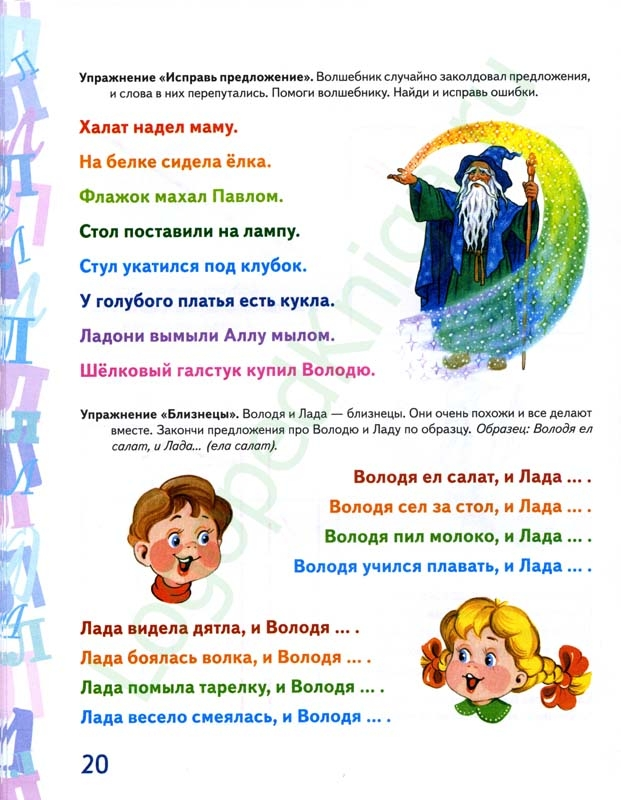 Упражнение «Исправь предложение». Волшебник случайно заколдовал предложения,
и слова в них перепутались. Помоги волшебнику. Найди и исправь ошибки.
Халат надел маму.
На белке сидела ёлка.
Флажок махал Павлом.
Стол поставили на лампу.
Стул укатился под клубок.
У голубого платья есть кукла.
Ладони вымыли Аллу мылом.
Шёлковый галстук купил Володю.
Упражнение «Близнецы». Володя и Лада — близнецы. Они очень похожи и все делают
вместе. Закончи предложения про Володю и Ладу по образцу. Образец: Володя ел
салат, и Лада... (ела салат).
Володя ел салат, и Лада ... .
Володя сел за стол, и Лада ... .
Володя пил молоко, и Лада ... .
Володя учился плавать, и Лада ... .
Лада видела дятла, и Володя ... .
Лада боялась волка, и Володя ... .
Лада помыла тарелку, и Володя ... .
Лада весело смеялась, и Володя ... .
20
Logopedkniga.ru